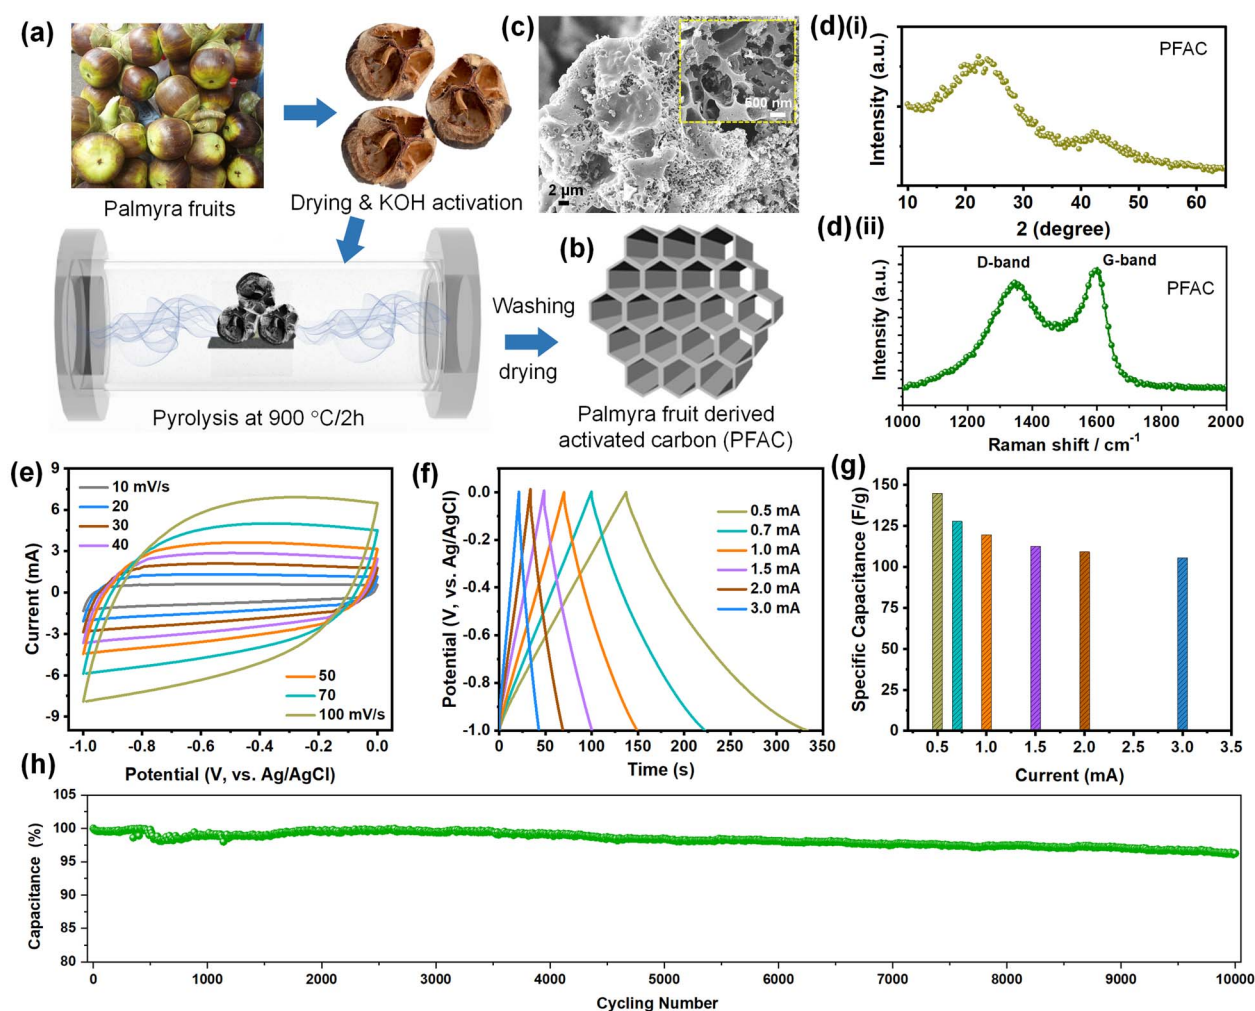 (a)
Palmyra fruits
Drying & KOH activation
Pyrolysis at 900 °C/2h
Washing
drying
(b)
Palmyra fruit derived
activated carbon (PFAC)
(c)
500 nm
2 μm
(d)(i)
PFAC
Intensity (a.u.)
10 20 30 40 50 60
2 (degree)
(d)(ii)
D-band
G-band
PFAC
Intensity (a.u.)
1000 1200 1400 1600 1800 2000
Raman shift / cm-1
(e)
10 mV/s
20
30
40
50
70
100 mV/s
Current (mA)
9
6
3
0
-3
-6
-9
-1.0 -0.8 -0.6 -0.4 -0.2 0.0
Potential (V, vs. Ag/AgCl)
(f)
0.5 mA
0.7 mA
1.0 mA
1.5 mA
2.0 mA
3.0 mA
Potential (V, vs. Ag/AgCl)
0.0
-0.2
-0.4
-0.6
-0.8
-1.0
0 50 100 150 200 250 300 350
Time (s)
(g)
Specific Capacitance (F/g)
150
125
100
75
50
25
0
0.5 1.0 1.5 2.0 2.5 3.0 3.5
Current (mA)
(h)
Capacitance (%)
105
100
95
90
85
80
0 1000 2000 3000 4000 5000 6000 7000 8000 9000 10000
Cycling Number